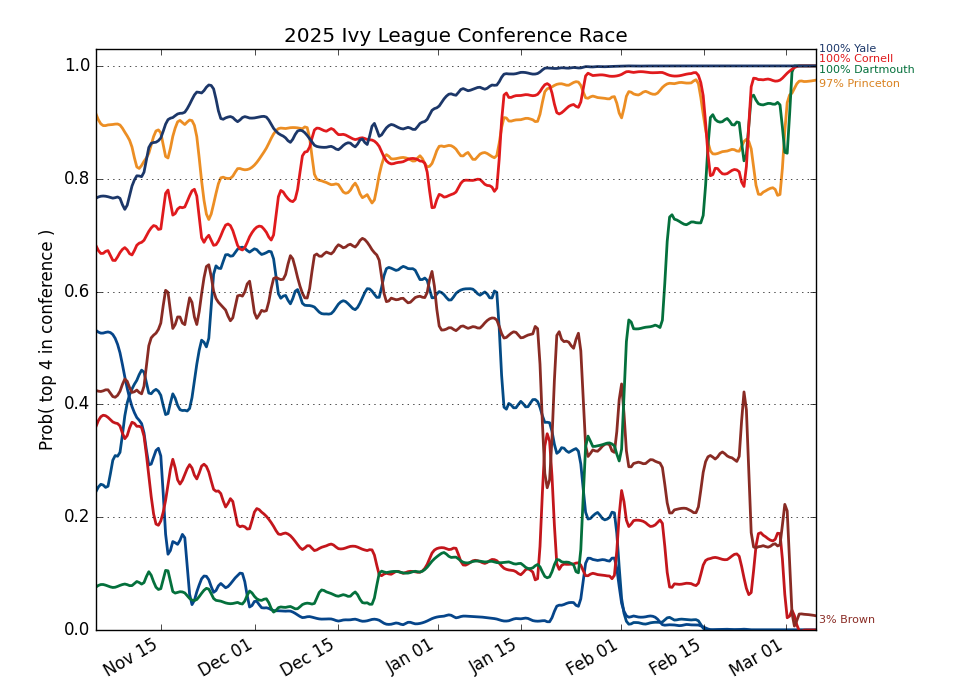 2025 Ivy League Conference Race
Prob( top 4 in conference )
1.0
0.8
0.6
0.4
0.2
0.0
Nov 15
Dec 01
Dec 15
Jan 01
Jan 15
Feb 01
Feb 15
Mar 01
100% Yale
100% Cornell
100% Dartmouth
97% Princeton
3% Brown